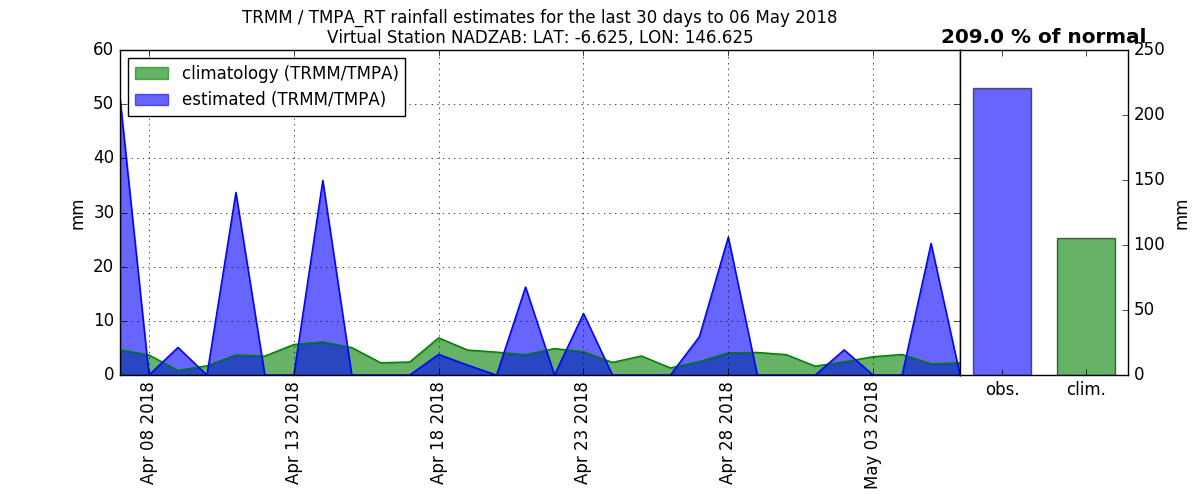 TRMM / TMPA_RT rainfall estimates for the last 30 days to 06 May 2018
Virtual Station NADZAB: LAT: -6.625, LON: 146.625
209.0 % of normal
climatology (TRMM/TMPA)
estimated (TRMM/TMPA)
60
50
40
30
20
10
0
mm
Apr 08 2018
Apr 13 2018
Apr 18 2018
Apr 23 2018
Apr 28 2018
May 03 2018
250
200
150
100
50
0
mm
obs.
clim.